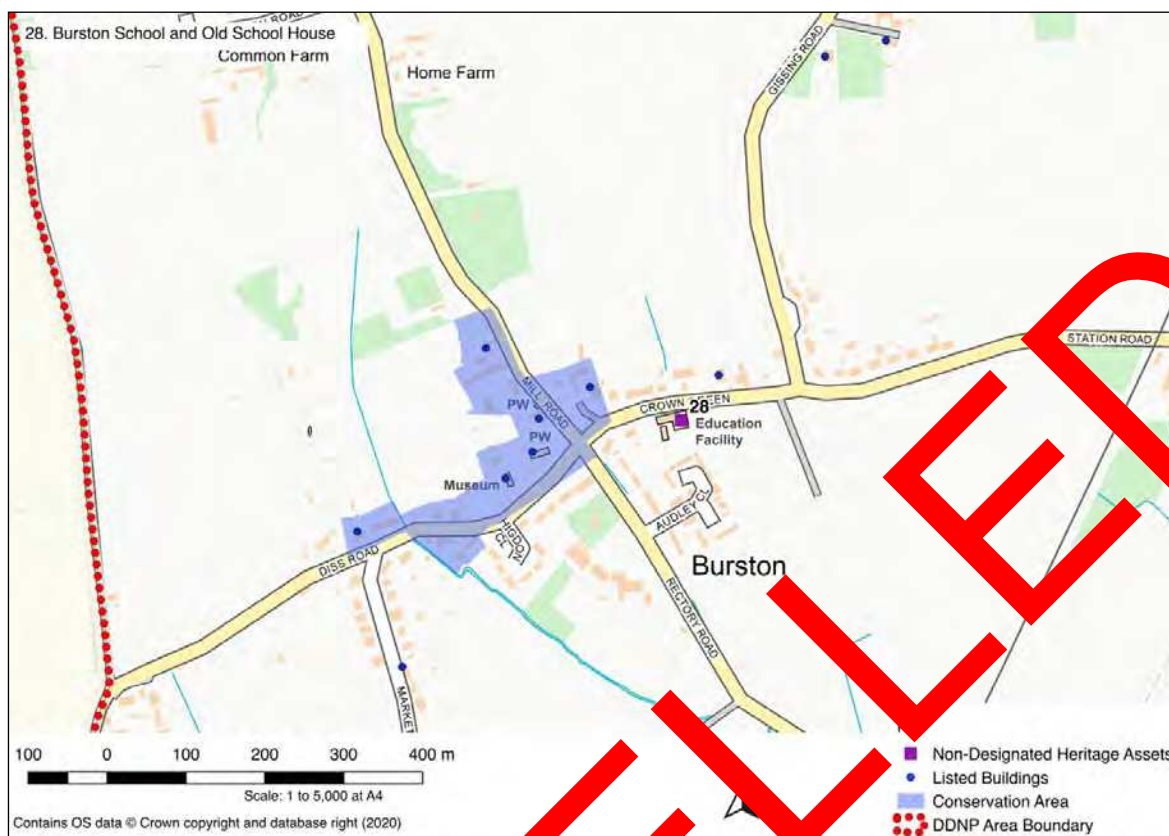 28. Burston School and Old School House
Common Farm
Home Farm
GISSING ROAD
STATION ROAD
MILL ROAD
CROWN GREEN
PW
28
Education
Facility
PW
Museum
AUDLEY CL
HIGDON
CL
DISS ROAD
Burston
RECTORY ROAD
MARKET
100 0 100 200 300 400 m
Scale: 1 to 5,000 at A4
Contains OS data © Crown copyright and database right (2020)
Non-Designated Heritage Assets
Listed Buildings
Conservation Area
DDNP Area Boundary